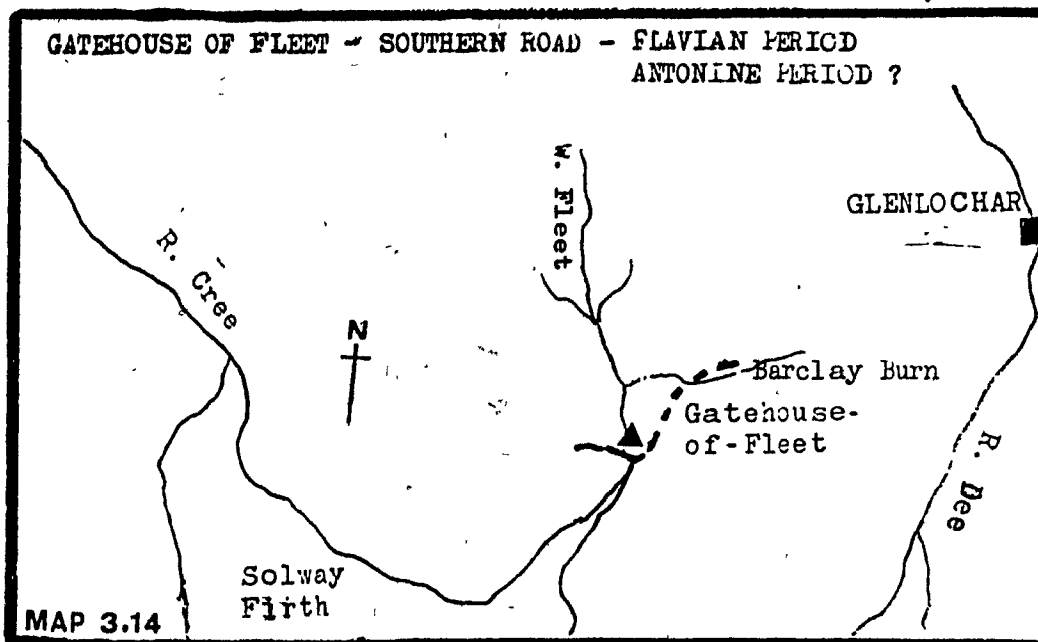 GATEHOUSE OF FLEET - SOUTHERN ROAD - FLAVIAN PERIOD
ANTONINE PERIOD ?
W. Fleet
GLENLOCHAR
R. Cree
N
Barclay Burn
Gatehouse-
of-Fleet
R. Dee
Solway
Firth
MAP 3.14